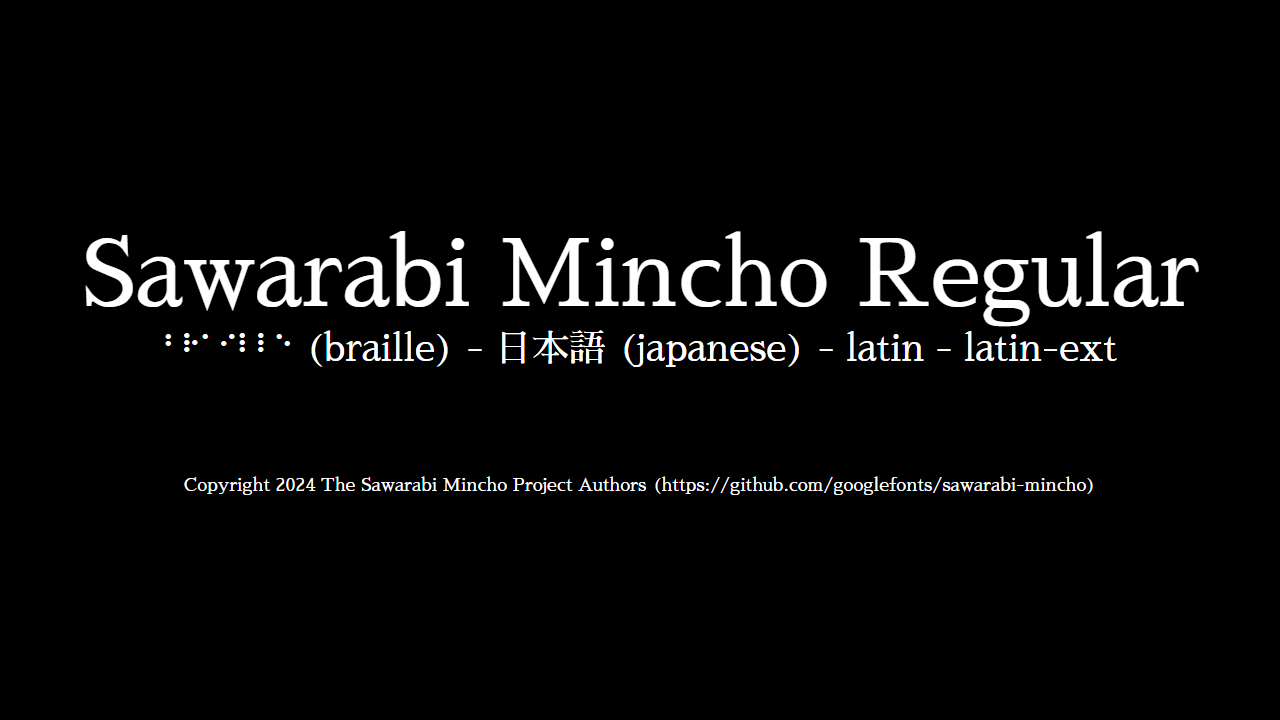 Sawarabi Mincho Regular
⠃⠗⠁⠊⠇⠇⠑ (braille) - 日本語 (japanese) - latin - latin-ext
Copyright 2024 The Sawarabi Mincho Project Authors (https://github.com/googlefonts/sawarabi-mincho)